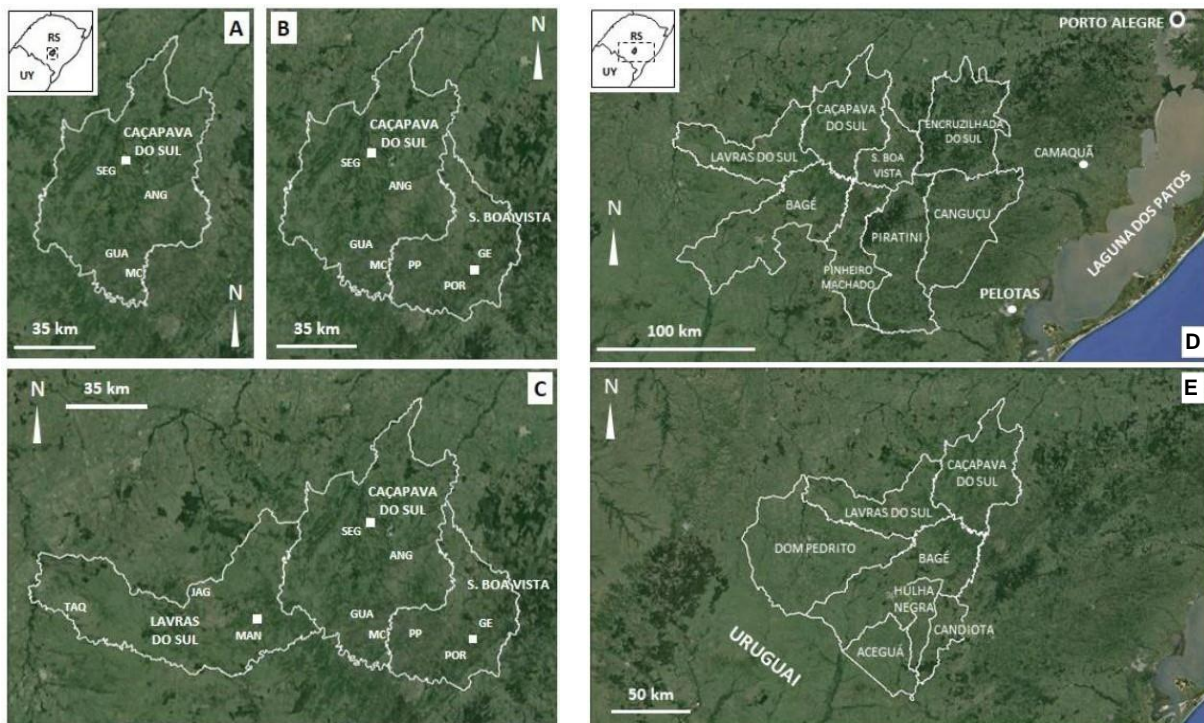 RS
UY
A
CAÇAPAVA
DO SUL
SEG
ANG
GUA
MC
N
35 km
B
N
CAÇAPAVA
DO SUL
SEG
ANG
S. BOA VISTA
GUA
MC
PP
GE
POR
35 km
C
N
35 km
CAÇAPAVA
DO SUL
SEG
ANG
S. BOA VISTA
JAG
TAQ
LAVRAS
DO SUL
MAN
GUA
MC
PP
GE
POR
RS
UY
PORTO ALEGRE
CAÇAPAVA
DO SUL
ENCRUZILHADA
DO SUL
LAVRAS DO SUL
S. BOA
VISTA
CAMAQUÃ
N
BAGÉ
CANGUÇU
PIRATINI
PINHEIRO
MACHADO
LAGUNA DOS PATOS
PELOTAS
100 km
D
E
N
CAÇAPAVA
DO SUL
LAVRAS DO SUL
DOM PEDRITO
BAGÉ
HULHA
NEGRA
CANDIOTA
ACEGUÁ
URUGUAI
50 km